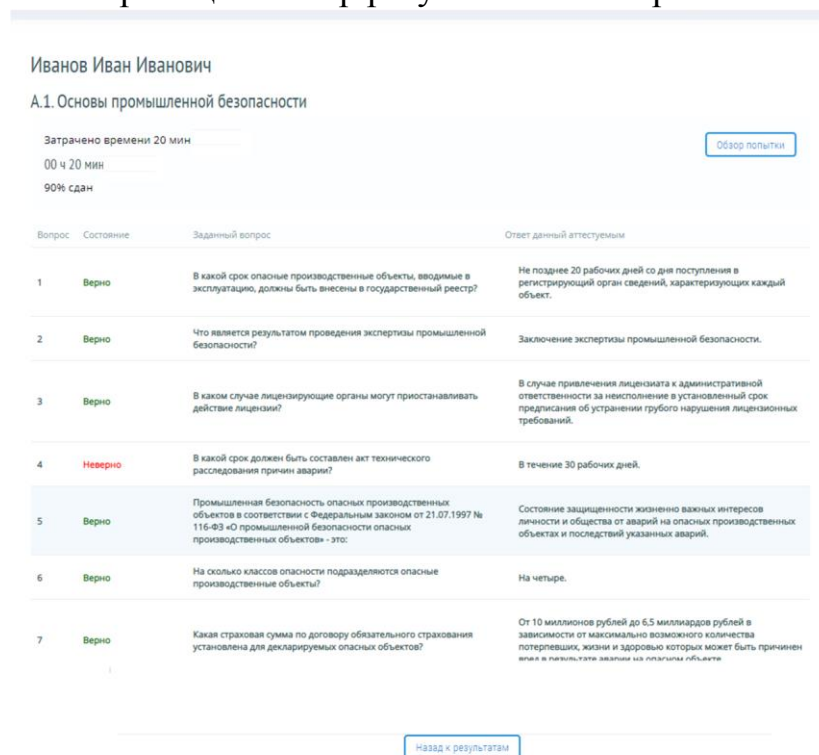 Иванов Иван Иванович
А.1. Основы промышленной безопасности
Затрачено времени 20 мин
Обзор попытки
00 ч 20 мин
90% сдан
Вопрос Состояние Заданный вопрос Ответ данный аттестуемым
1 Верно
В какой срок опасные производственные объекты, вводимые в
эксплуатацию, должны быть внесены в государственный реестр?
Не позднее 20 рабочих дней со дня поступления в
регистрирующий орган сведений, характеризующих каждый
объект.
2 Верно
Что является результатом проведения экспертизы промышленной
безопасности?
Заключение экспертизы промышленной безопасности.
3 Верно
В каком случае лицензирующие органы могут приостанавливать
действие лицензии?
В случае привлечения лицензиата к административной
ответственности за неисполнение в установленный срок
предписания об устранении грубого нарушения лицензионных
требований.
4 Неверно
В какой срок должен быть составлен акт технического
расследования причин аварии?
В течение 30 рабочих дней.
5 Верно
Промышленная безопасность опасных производственных
объектов в соответствии с Федеральным законом от 21.07.1997 №
116-ФЗ «О промышленной безопасности опасных
производственных объектов» - это:
Состояние защищенности жизненно важных интересов
личности и общества от аварий на опасных производственных
объектах и последствий указанных аварий.
6 Верно
На сколько классов опасности подразделяются опасные
производственные объекты?
На четыре.
7 Верно
Какая страховая сумма по договору обязательного страхования
установлена для декларируемых опасных объектов?
От 10 миллионов рублей до 6,5 миллиардов рублей в
зависимости от максимально возможного количества
потерпевших, жизни и здоровью которых может быть причинен
вред в результате аварии на опасном объекте
Назад к результатам